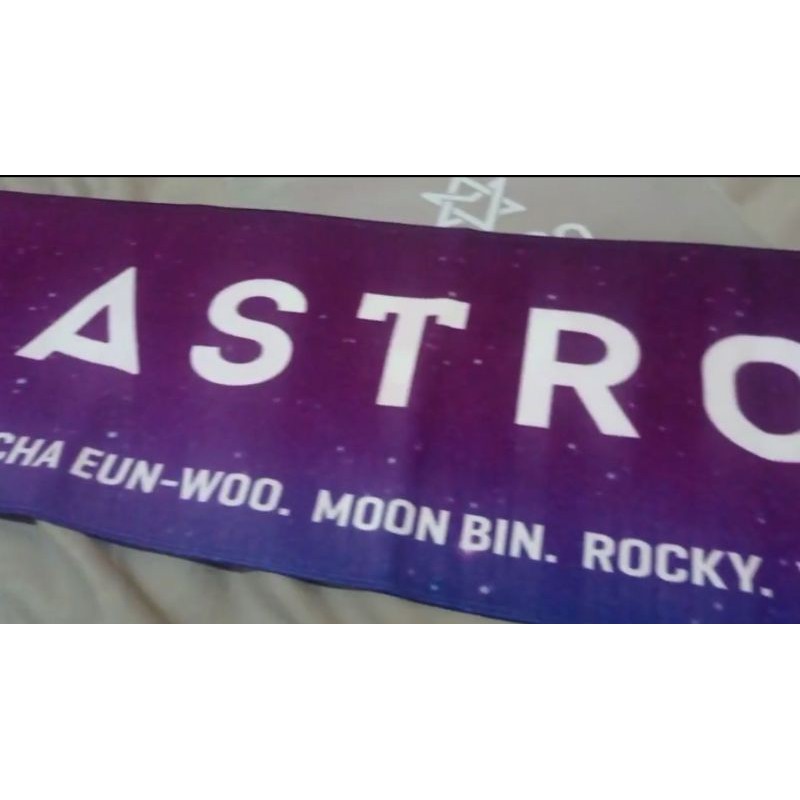 ASTRO
CHA EUN-WOO. MOON BIN. ROCKY.